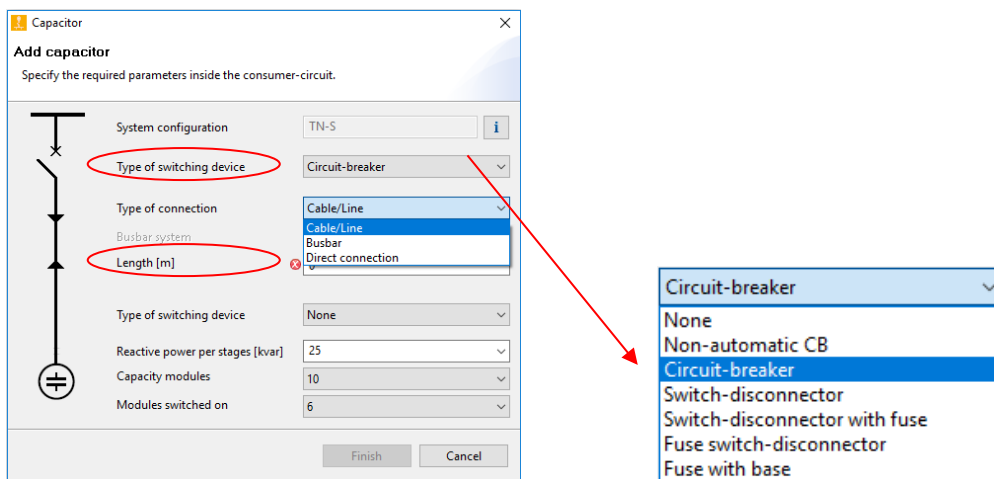 Capacitor
Add capacitor
Specify the required parameters inside the consumer-circuit.
System configuration TN-S i
Type of switching device Circuit-breaker
Type of connection Cable/Line
Cable/Line
Busbar system Busbar
Length [m] Direct connection
Type of switching device None
Reactive power per stages [kvar] 25
Capacity modules 10
Modules switched on 6
Finish Cancel
Circuit-breaker
None
Non-automatic CB
Circuit-breaker
Switch-disconnector
Switch-disconnector with fuse
Fuse switch-disconnector
Fuse with base